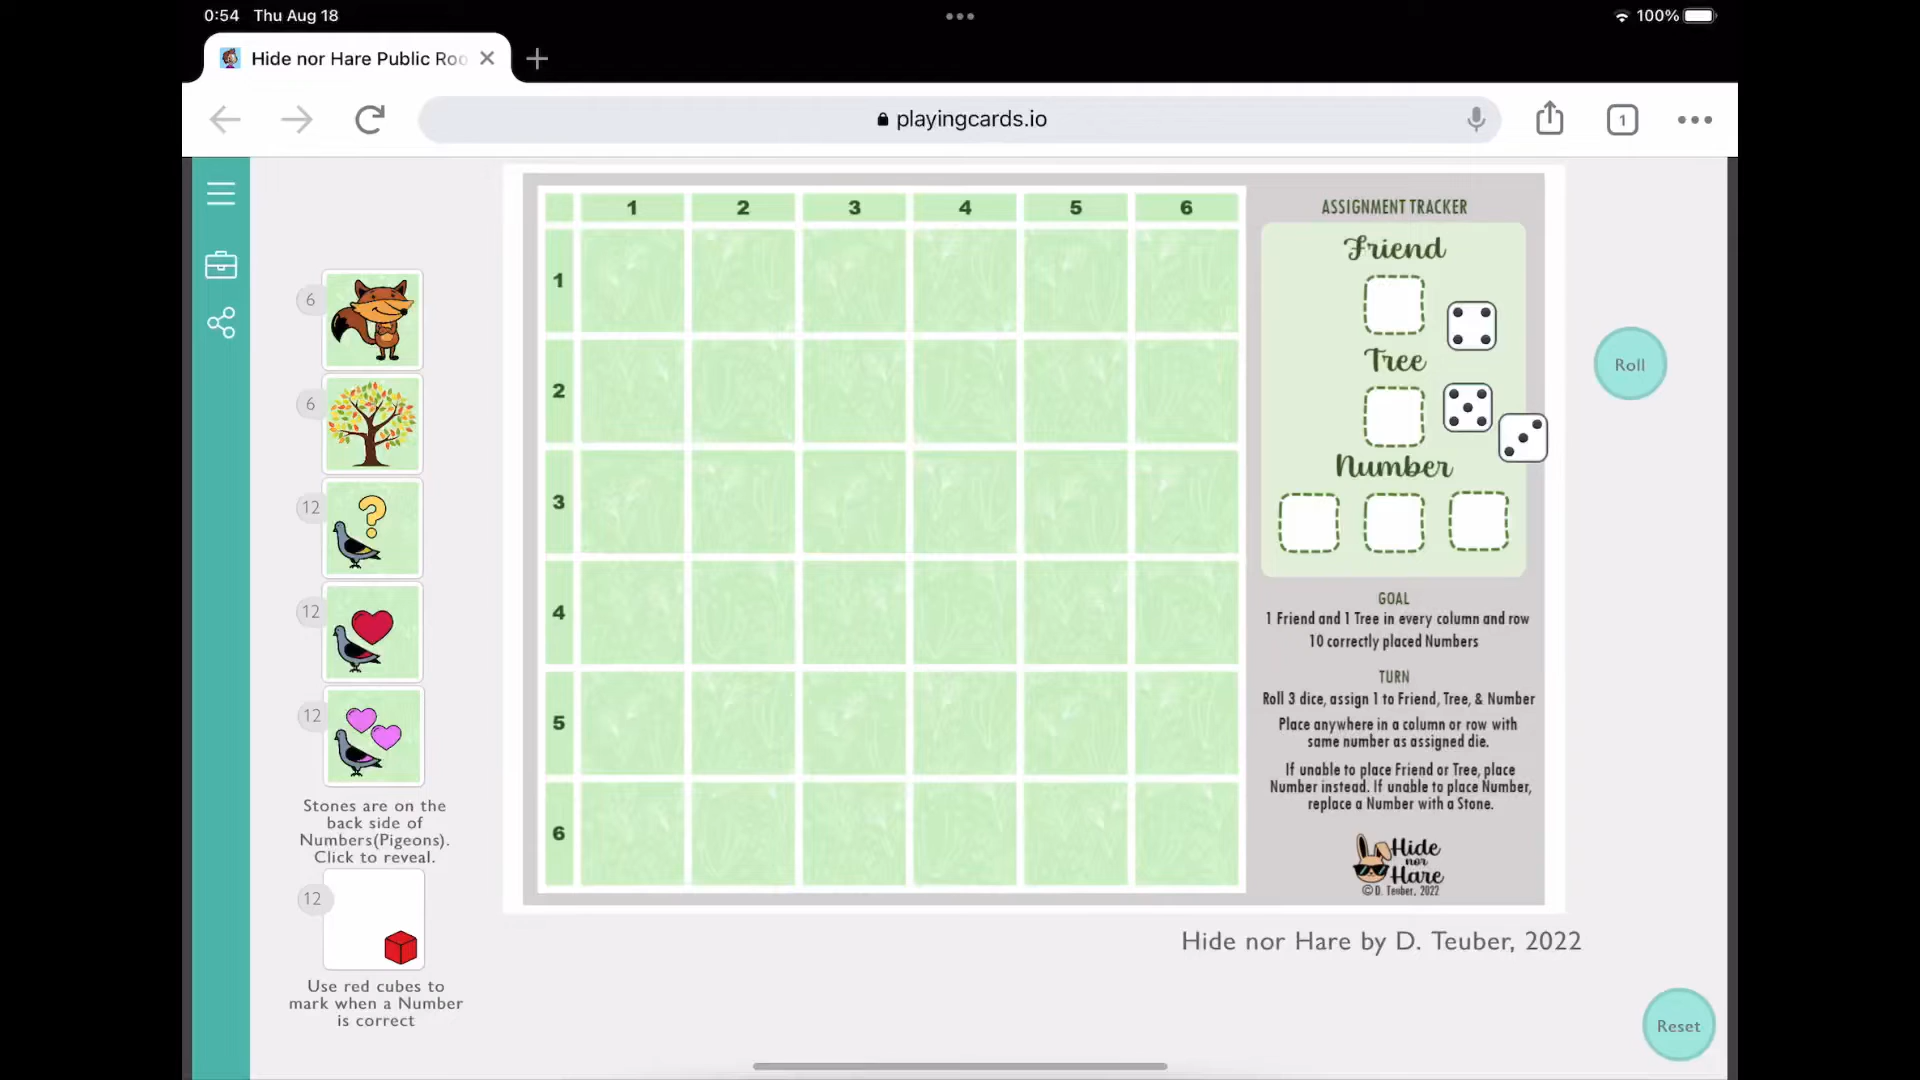 0:54 Thu Aug 18
100%
Hide nor Hare Public Roo
playingcards.io
1
1 2 3 4 5 6
1
2
3
4
5
6
6
6
12
?
12
12
Stones are on the
back side of
Numbers(Pigeons).
Click to reveal.
12
Use red cubes to
mark when a Number
is correct
ASSIGNMENT TRACKER
Friend
Tree
Number
GOAL
1 Friend and 1 Tree in every column and row
10 correctly placed Numbers
TURN
Roll 3 dice, assign 1 to Friend, Tree, & Number
Place anywhere in a column or row with
same number as assigned die.
If unable to place Friend or Tree, place
Number instead. If unable to place Number,
replace a Number with a Stone.
Hide
nor
Hare
© D. Teuber, 2022
Roll
Hide nor Hare by D. Teuber, 2022
Reset